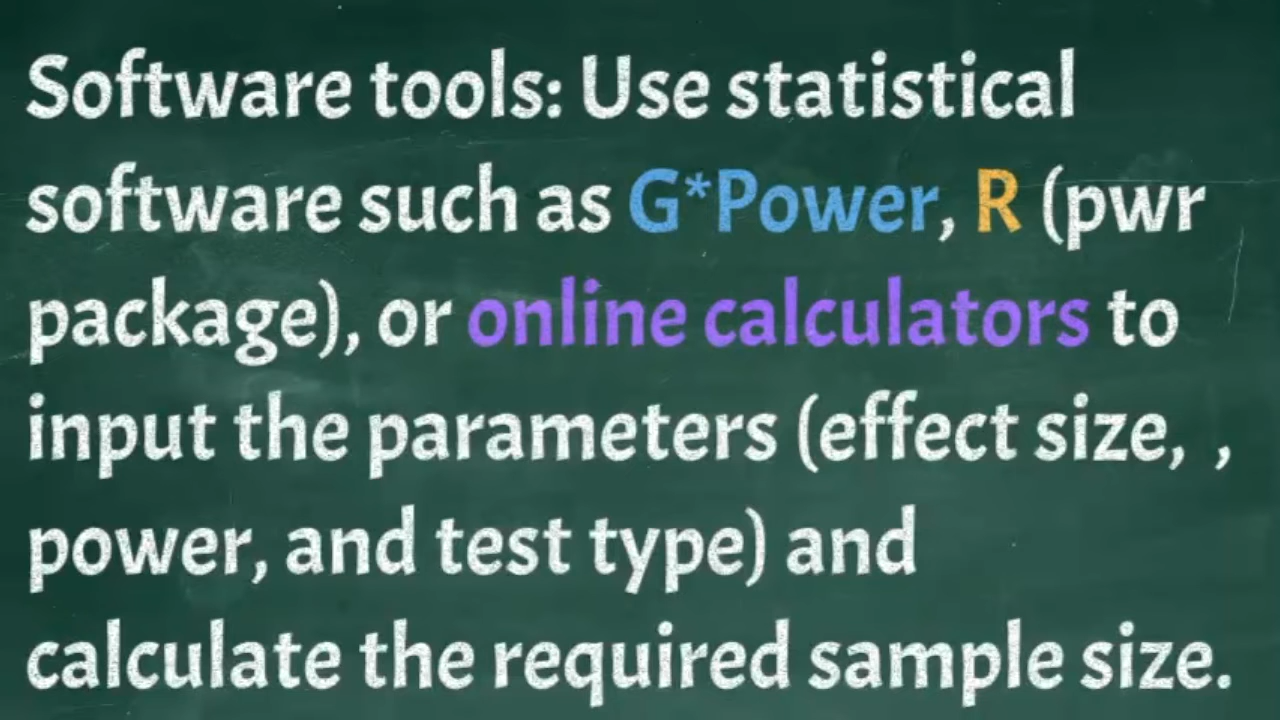 Software tools: Use statistical
software such as G*Power, R (pwr
package), or online calculators to
input the parameters (effect size,  ,
power, and test type) and
calculate the required sample size.